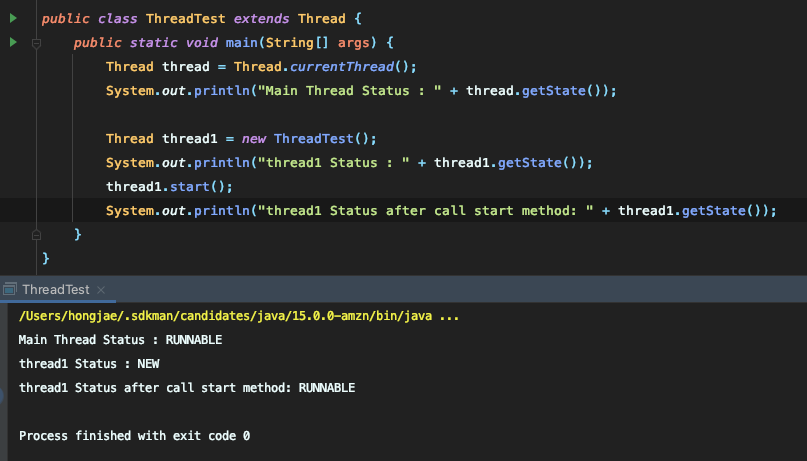 public class ThreadTest extends Thread {
public static void main(String[] args) {
Thread thread = Thread.currentThread();
System.out.println("Main Thread Status : " + thread.getState());
Thread thread1 = new ThreadTest();
System.out.println("thread1 Status : " + thread1.getState());
thread1.start();
System.out.println("thread1 Status after call start method: " + thread1.getState());
}
}
ThreadTest ×
/Users/hongjae/.sdkman/candidates/java/15.0.0-amzn/bin/java ...
Main Thread Status : RUNNABLE
thread1 Status : NEW
thread1 Status after call start method: RUNNABLE
Process finished with exit code 0